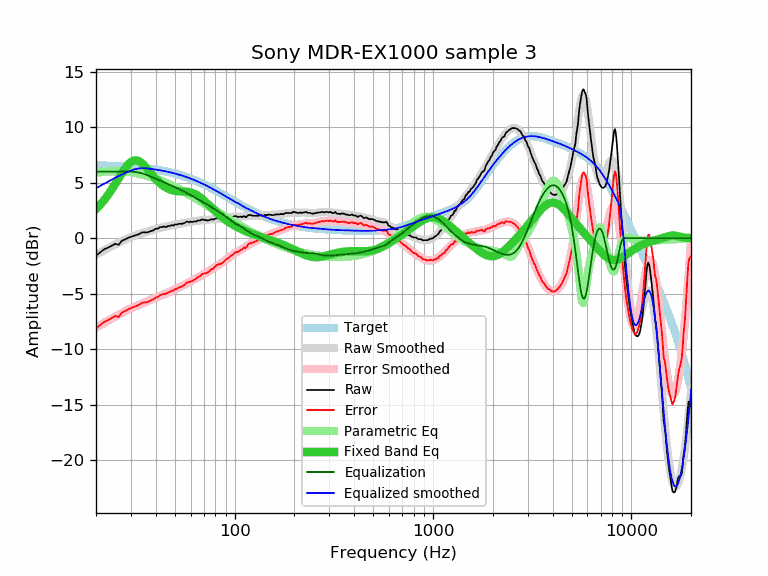 Sony MDR-EX1000 sample 3
15
10
5
0
−5
−10
−15
−20
Amplitude (dBr)
Target
Raw Smoothed
Error Smoothed
Raw
Error
Parametric Eq
Fixed Band Eq
Equalization
Equalized smoothed
100
1000
10000
Frequency (Hz)